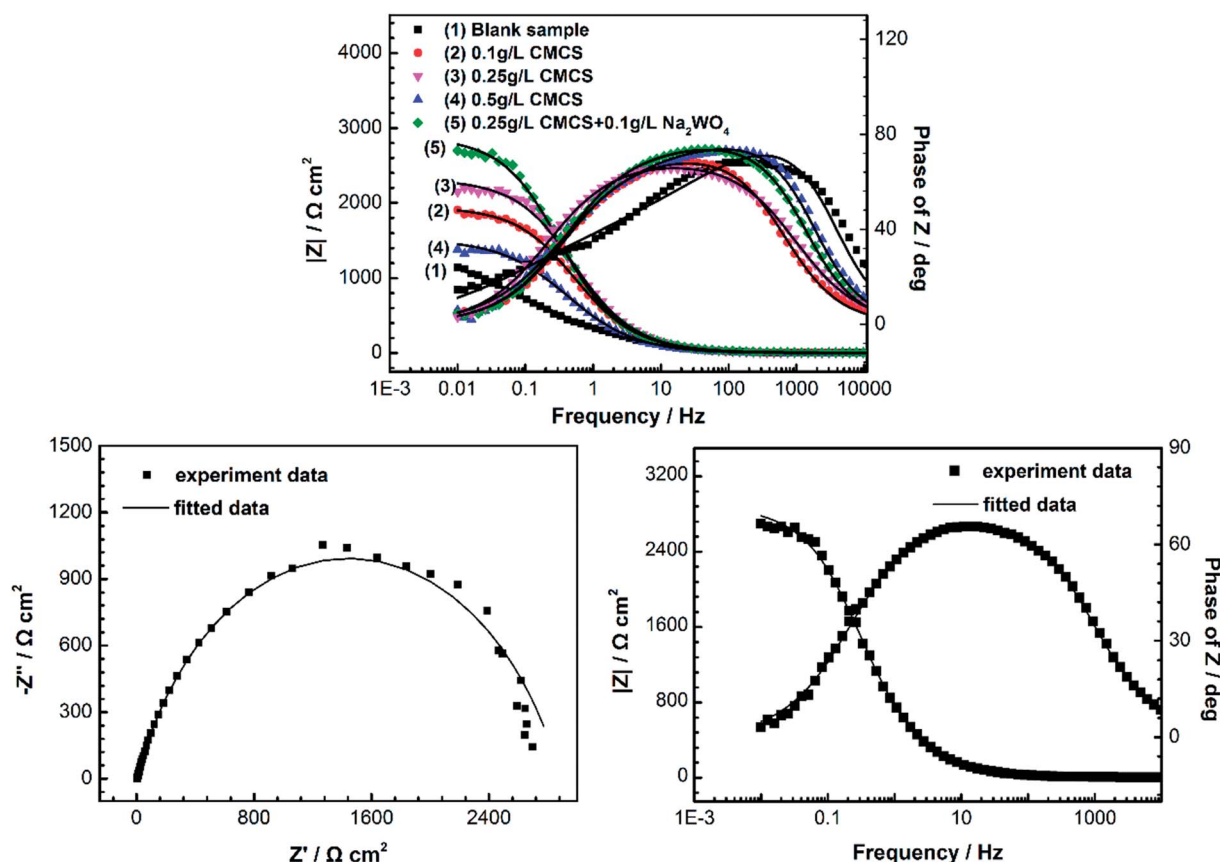 (1) Blank sample
(2) 0.1g/L CMCS
(3) 0.25g/L CMCS
(4) 0.5g/L CMCS
(5) 0.25g/L CMCS+0.1g/L Na₂WO₄
4000
3000
2000
1000
0
|Z| / Ω cm²
(5)
(3)
(2)
(4)
(1)
120
80
40
0
Phase of Z / deg
1E-3 0.01 0.1 1 10 100 1000 10000
Frequency / Hz
1500
1200
900
600
300
0
-Z'' / Ω cm²
experiment data
fitted data
0 800 1600 2400
Z' / Ω cm²
3200
2400
1600
800
0
|Z| / Ω cm²
experiment data
fitted data
90
60
30
0
Phase of Z / deg
1E-3 0.1 10 1000
Frequency / Hz